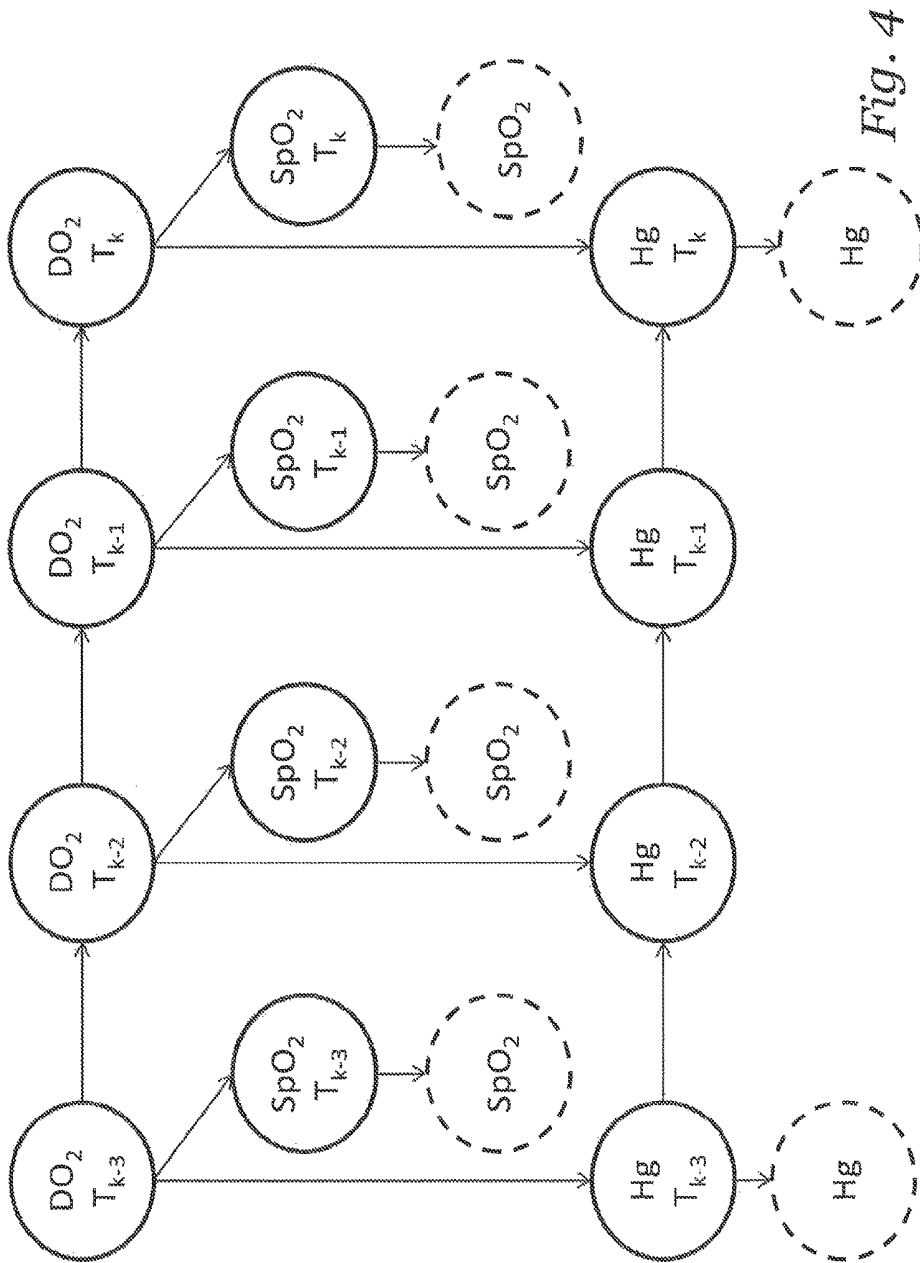 DO₂
Tₖ₋₃
DO₂
Tₖ₋₂
DO₂
Tₖ₋₁
DO₂
Tₖ
SpO₂
Tₖ₋₃
SpO₂
Tₖ₋₂
SpO₂
Tₖ₋₁
SpO₂
Tₖ
SpO₂
SpO₂
SpO₂
SpO₂
Hg
Tₖ₋₃
Hg
Tₖ₋₂
Hg
Tₖ₋₁
Hg
Tₖ
Hg
Hg
Fig. 4